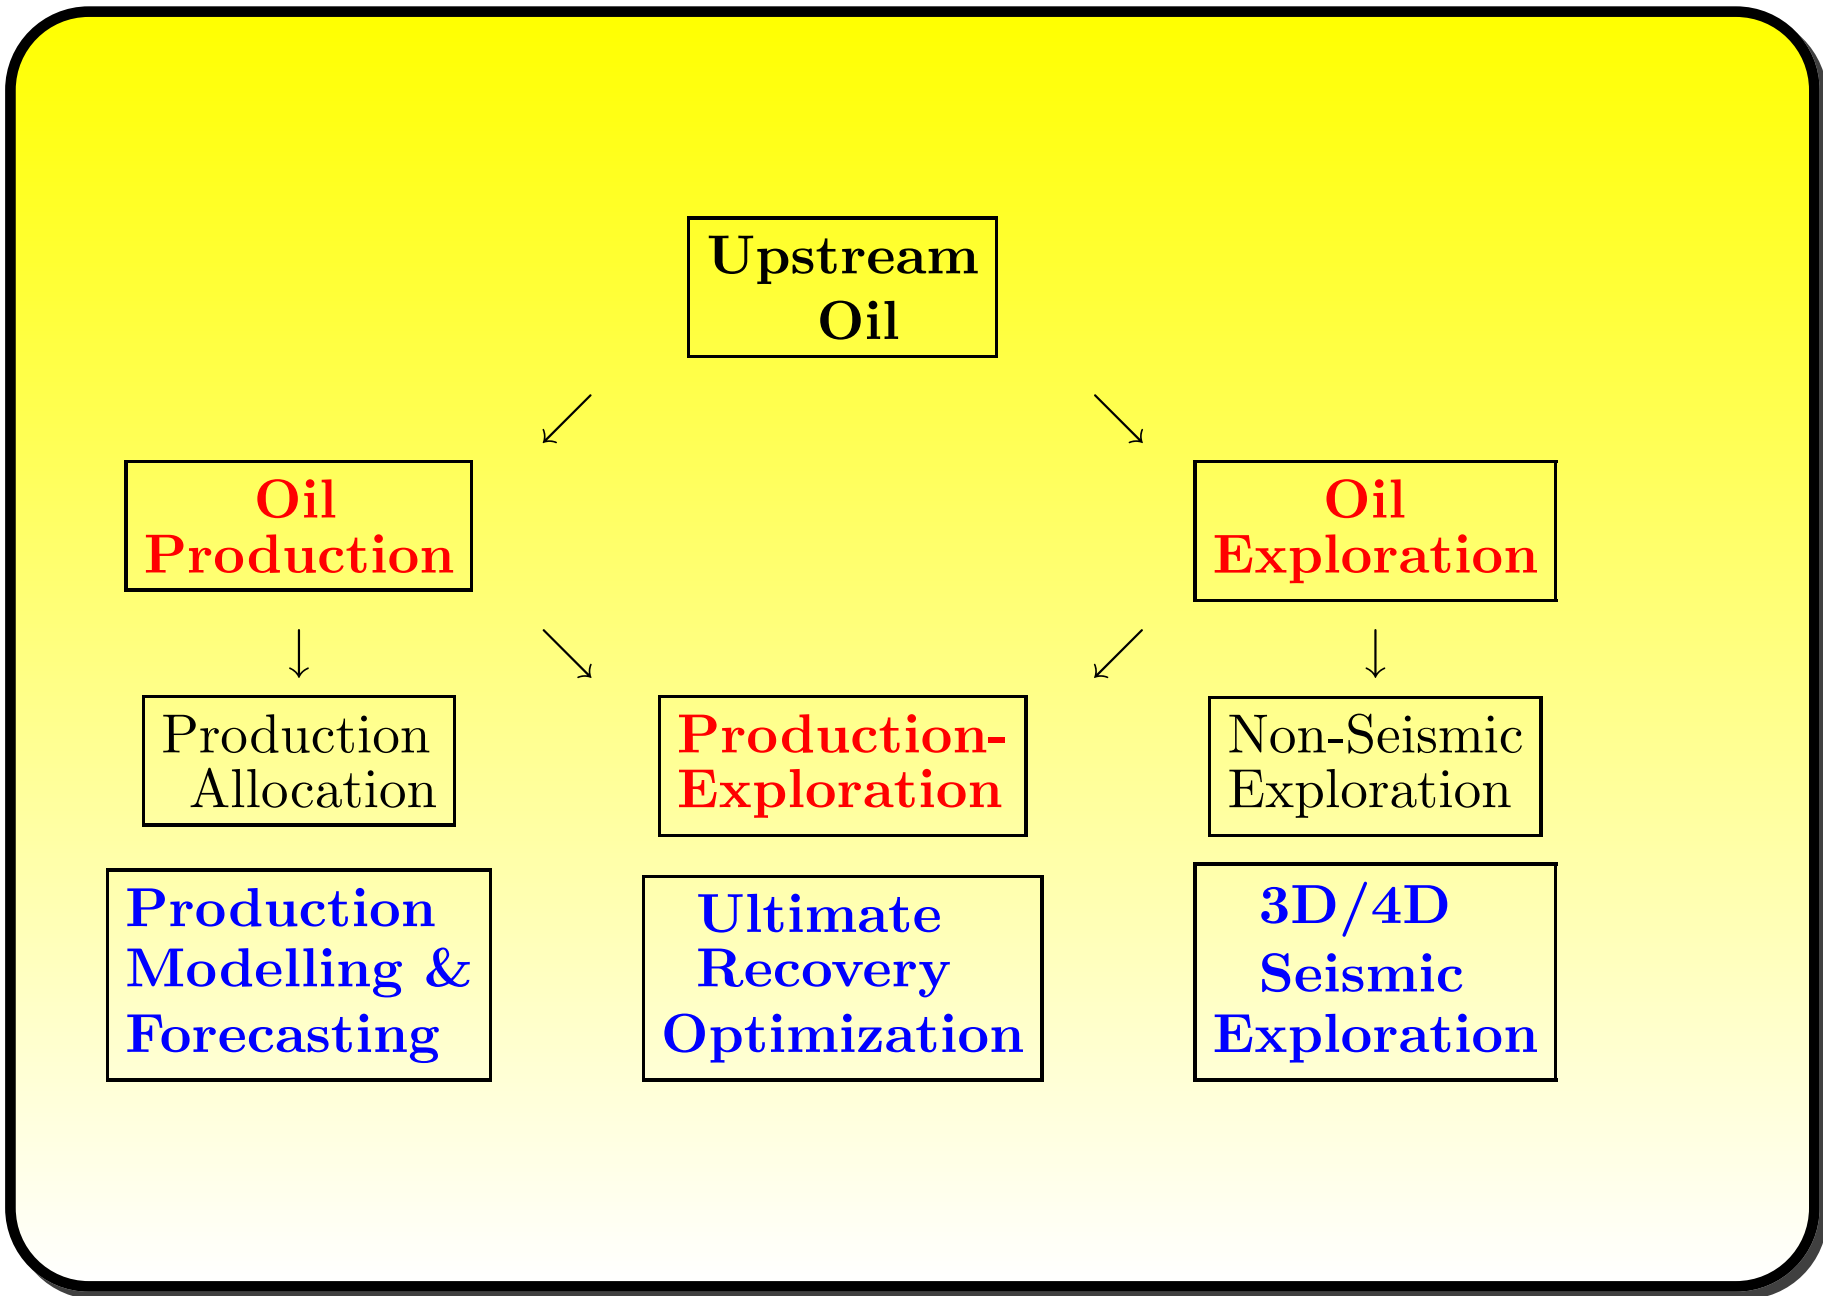 Upstream
Oil
Oil
Production
Oil
Exploration
Production
Allocation
Production-
Exploration
Non-Seismic
Exploration
Production
Modelling &
Forecasting
Ultimate
Recovery
Optimization
3D/4D
Seismic
Exploration